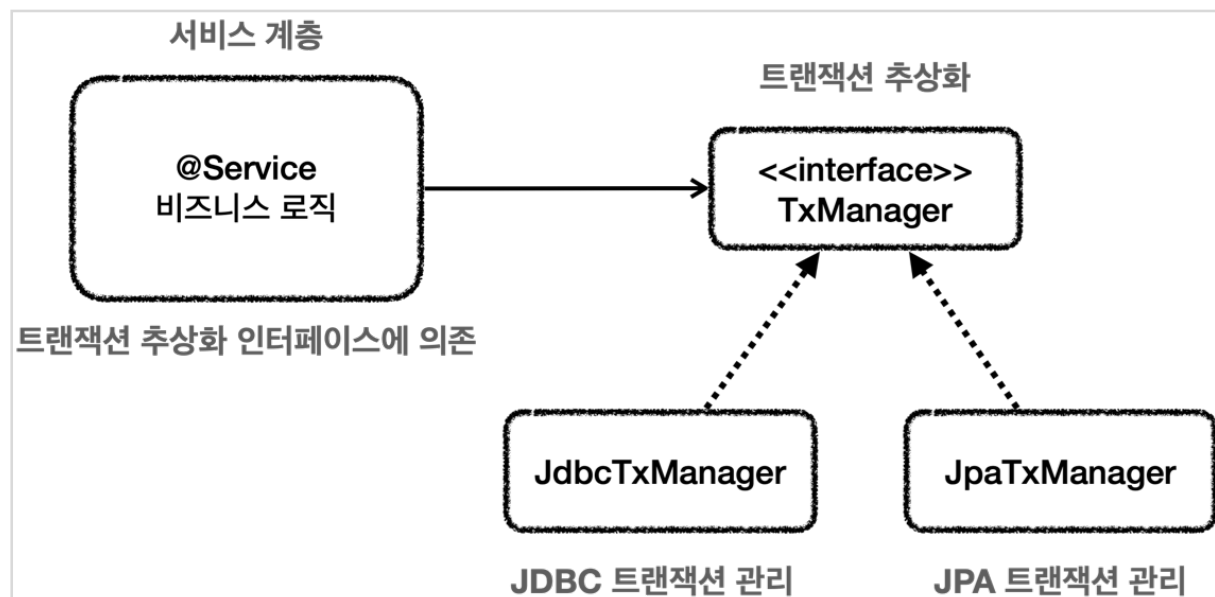 서비스 계층
트랜잭션 추상화
@Service
비즈니스 로직
<<interface>>
TxManager
트랜잭션 추상화 인터페이스에 의존
JdbcTxManager
JpaTxManager
JDBC 트랜잭션 관리
JPA 트랜잭션 관리